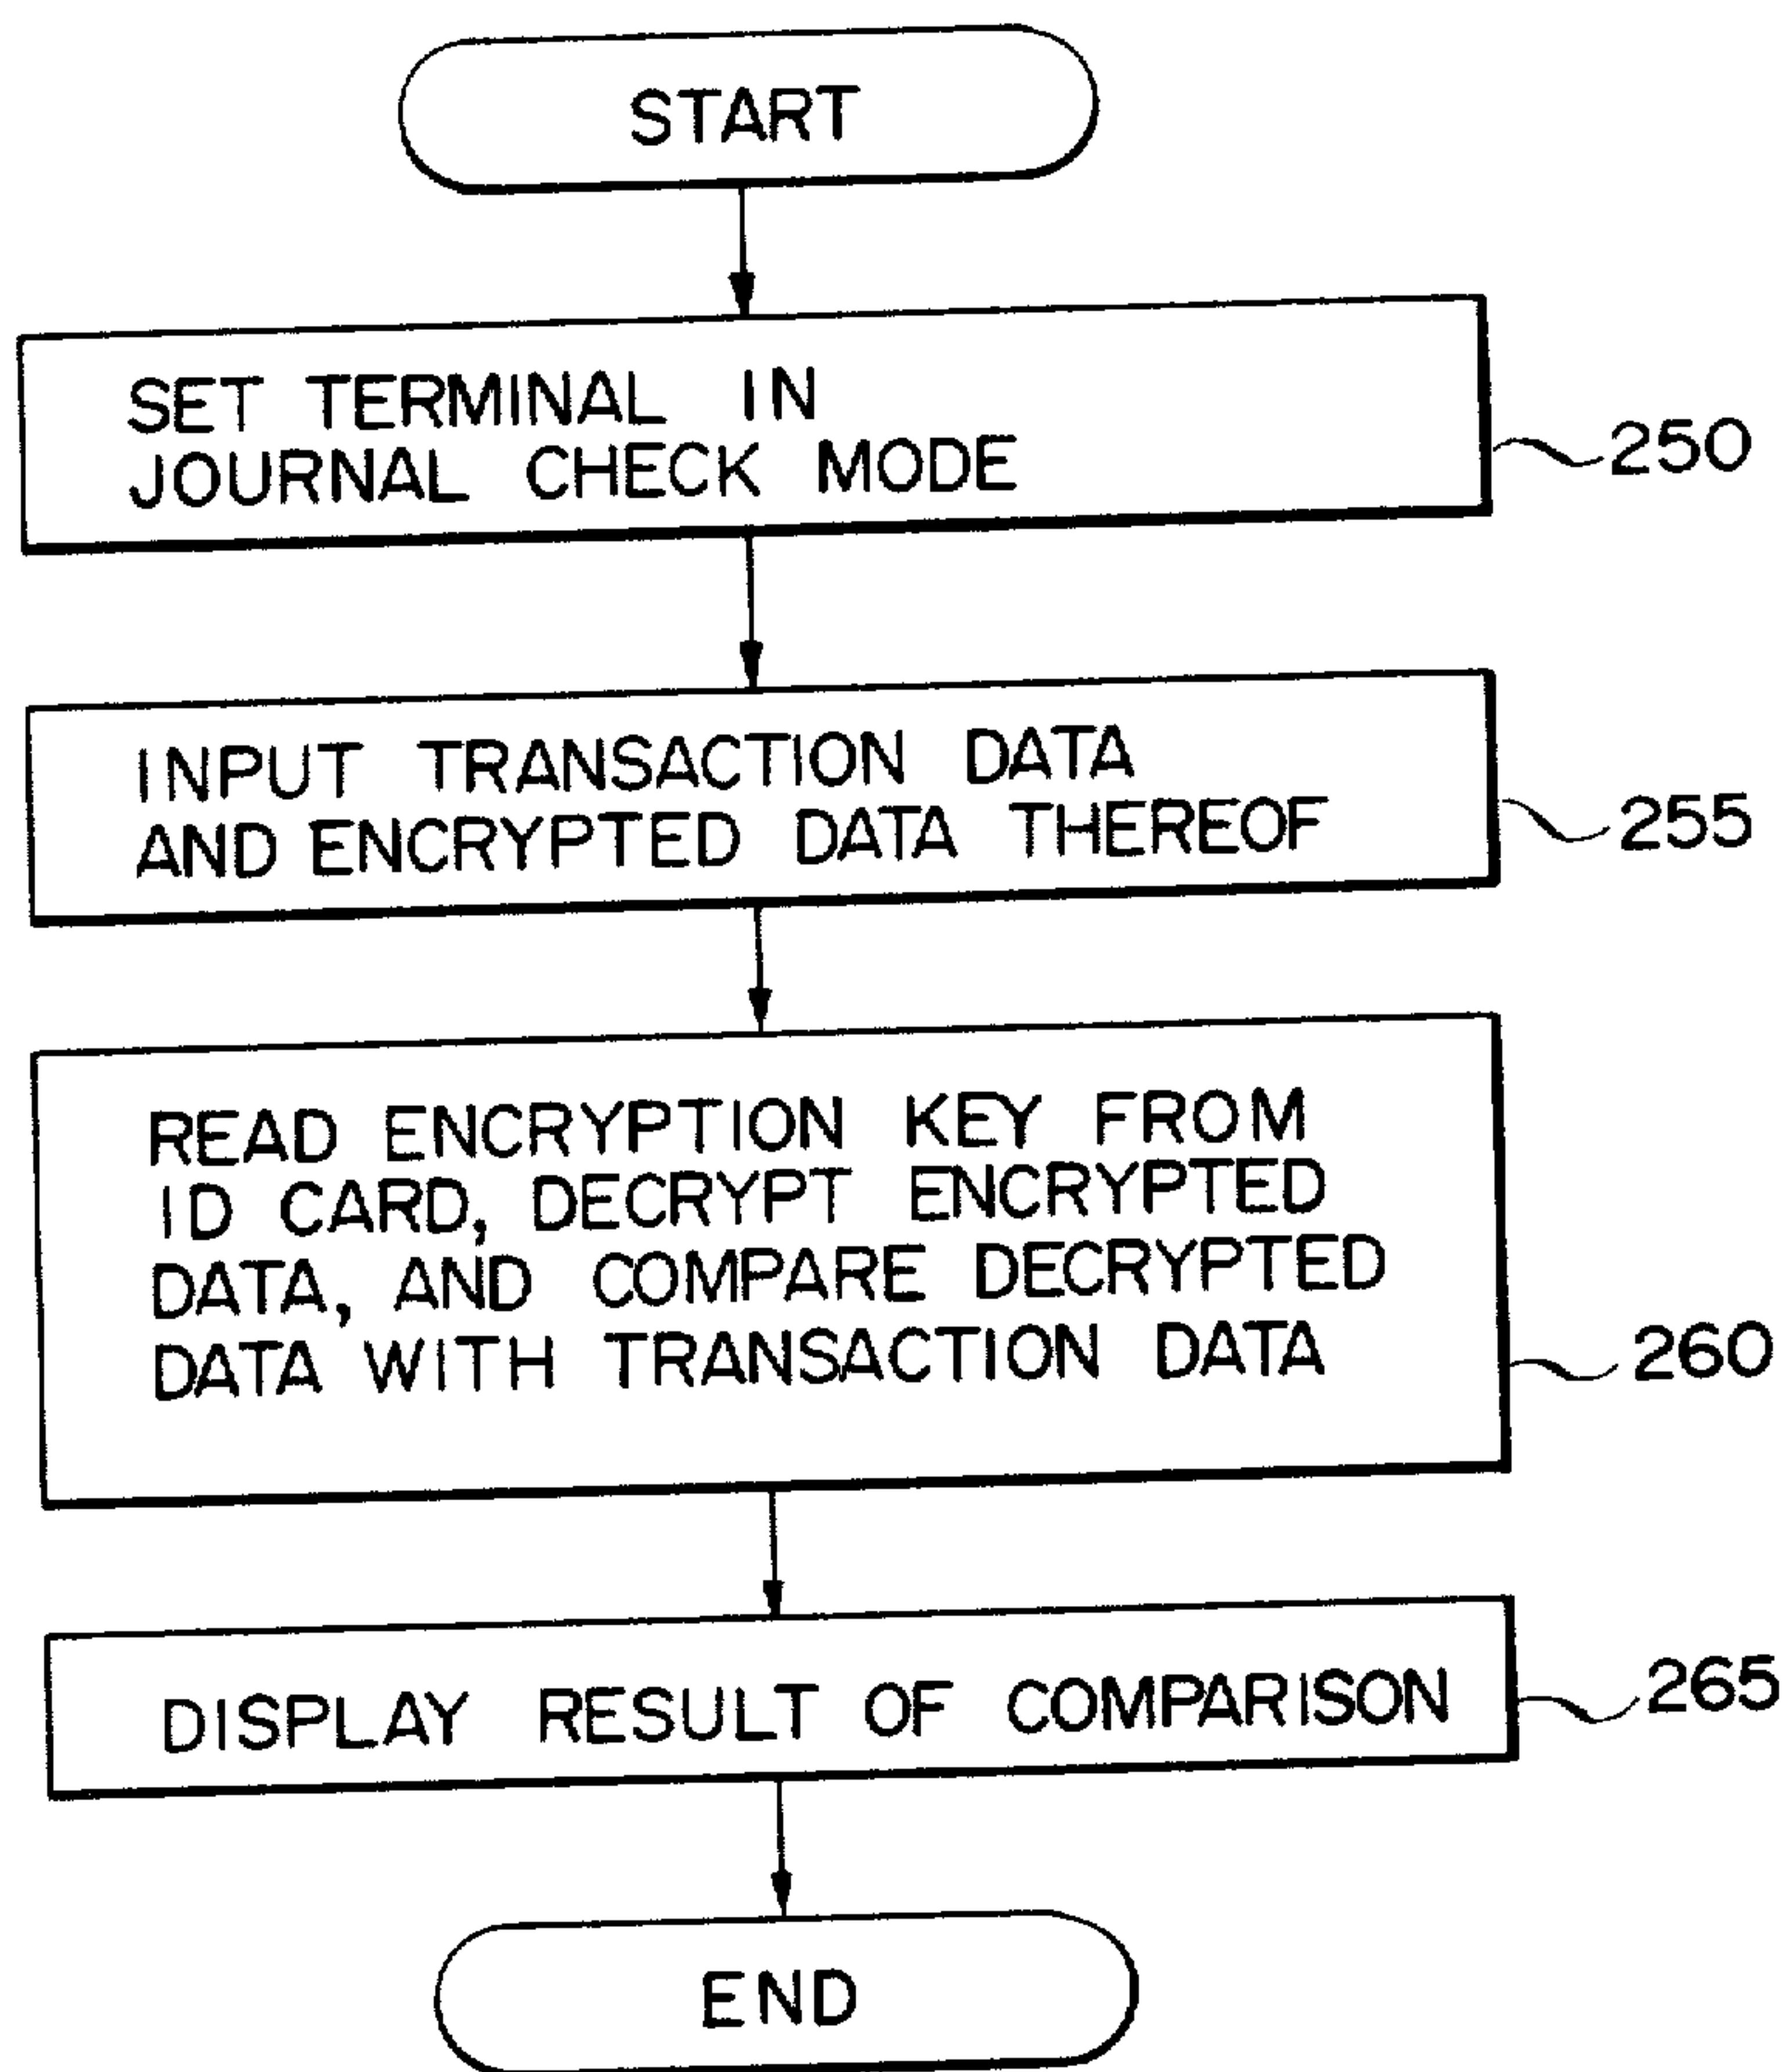 START
SET TERMINAL IN
JOURNAL CHECK MODE
250
INPUT TRANSACTION DATA
AND ENCRYPTED DATA THEREOF
255
READ ENCRYPTION KEY FROM
ID CARD, DECRYPT ENCRYPTED
DATA, AND COMPARE DECRYPTED
DATA WITH TRANSACTION DATA
260
DISPLAY RESULT OF COMPARISON
265
END